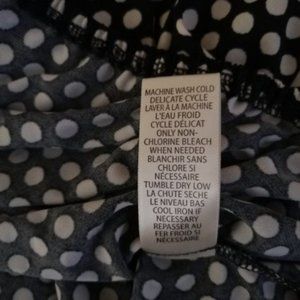 MACHINE WASH COLD
DELICATE CYCLE
LAVER À LA MACHINE
L'EAU FROID
CYCLE DÉLICAT
ONLY NON-
CHLORINE BLEACH
WHEN NEEDED
BLANCHIR SANS
CHLORE SI
NÉCESSAIRE
TUMBLE DRY LOW
LA CHUTE SÈCHE
LE NIVEAU BAS
COOL IRON IF
NECESSARY
REPASSER AU
FER FROID SI
NÉCESSAIRE